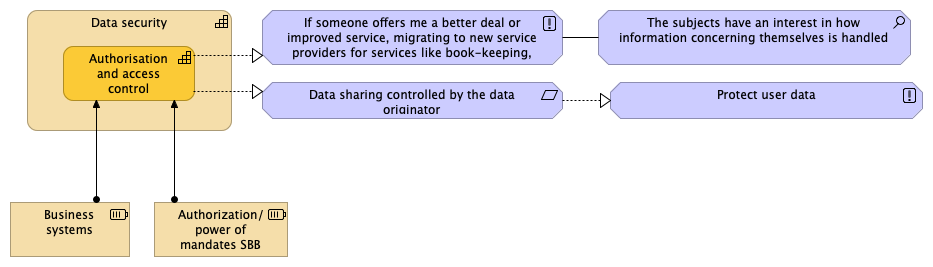 Data security
Authorisation
and access
control
If someone offers me a better deal or
improved service, migrating to new service
providers for services like book-keeping,
The subjects have an interest in how
information concerning themselves is handled
Data sharing controlled by the data
originator
Protect user data
Business
systems
Authorization/
power of
mandates SBB